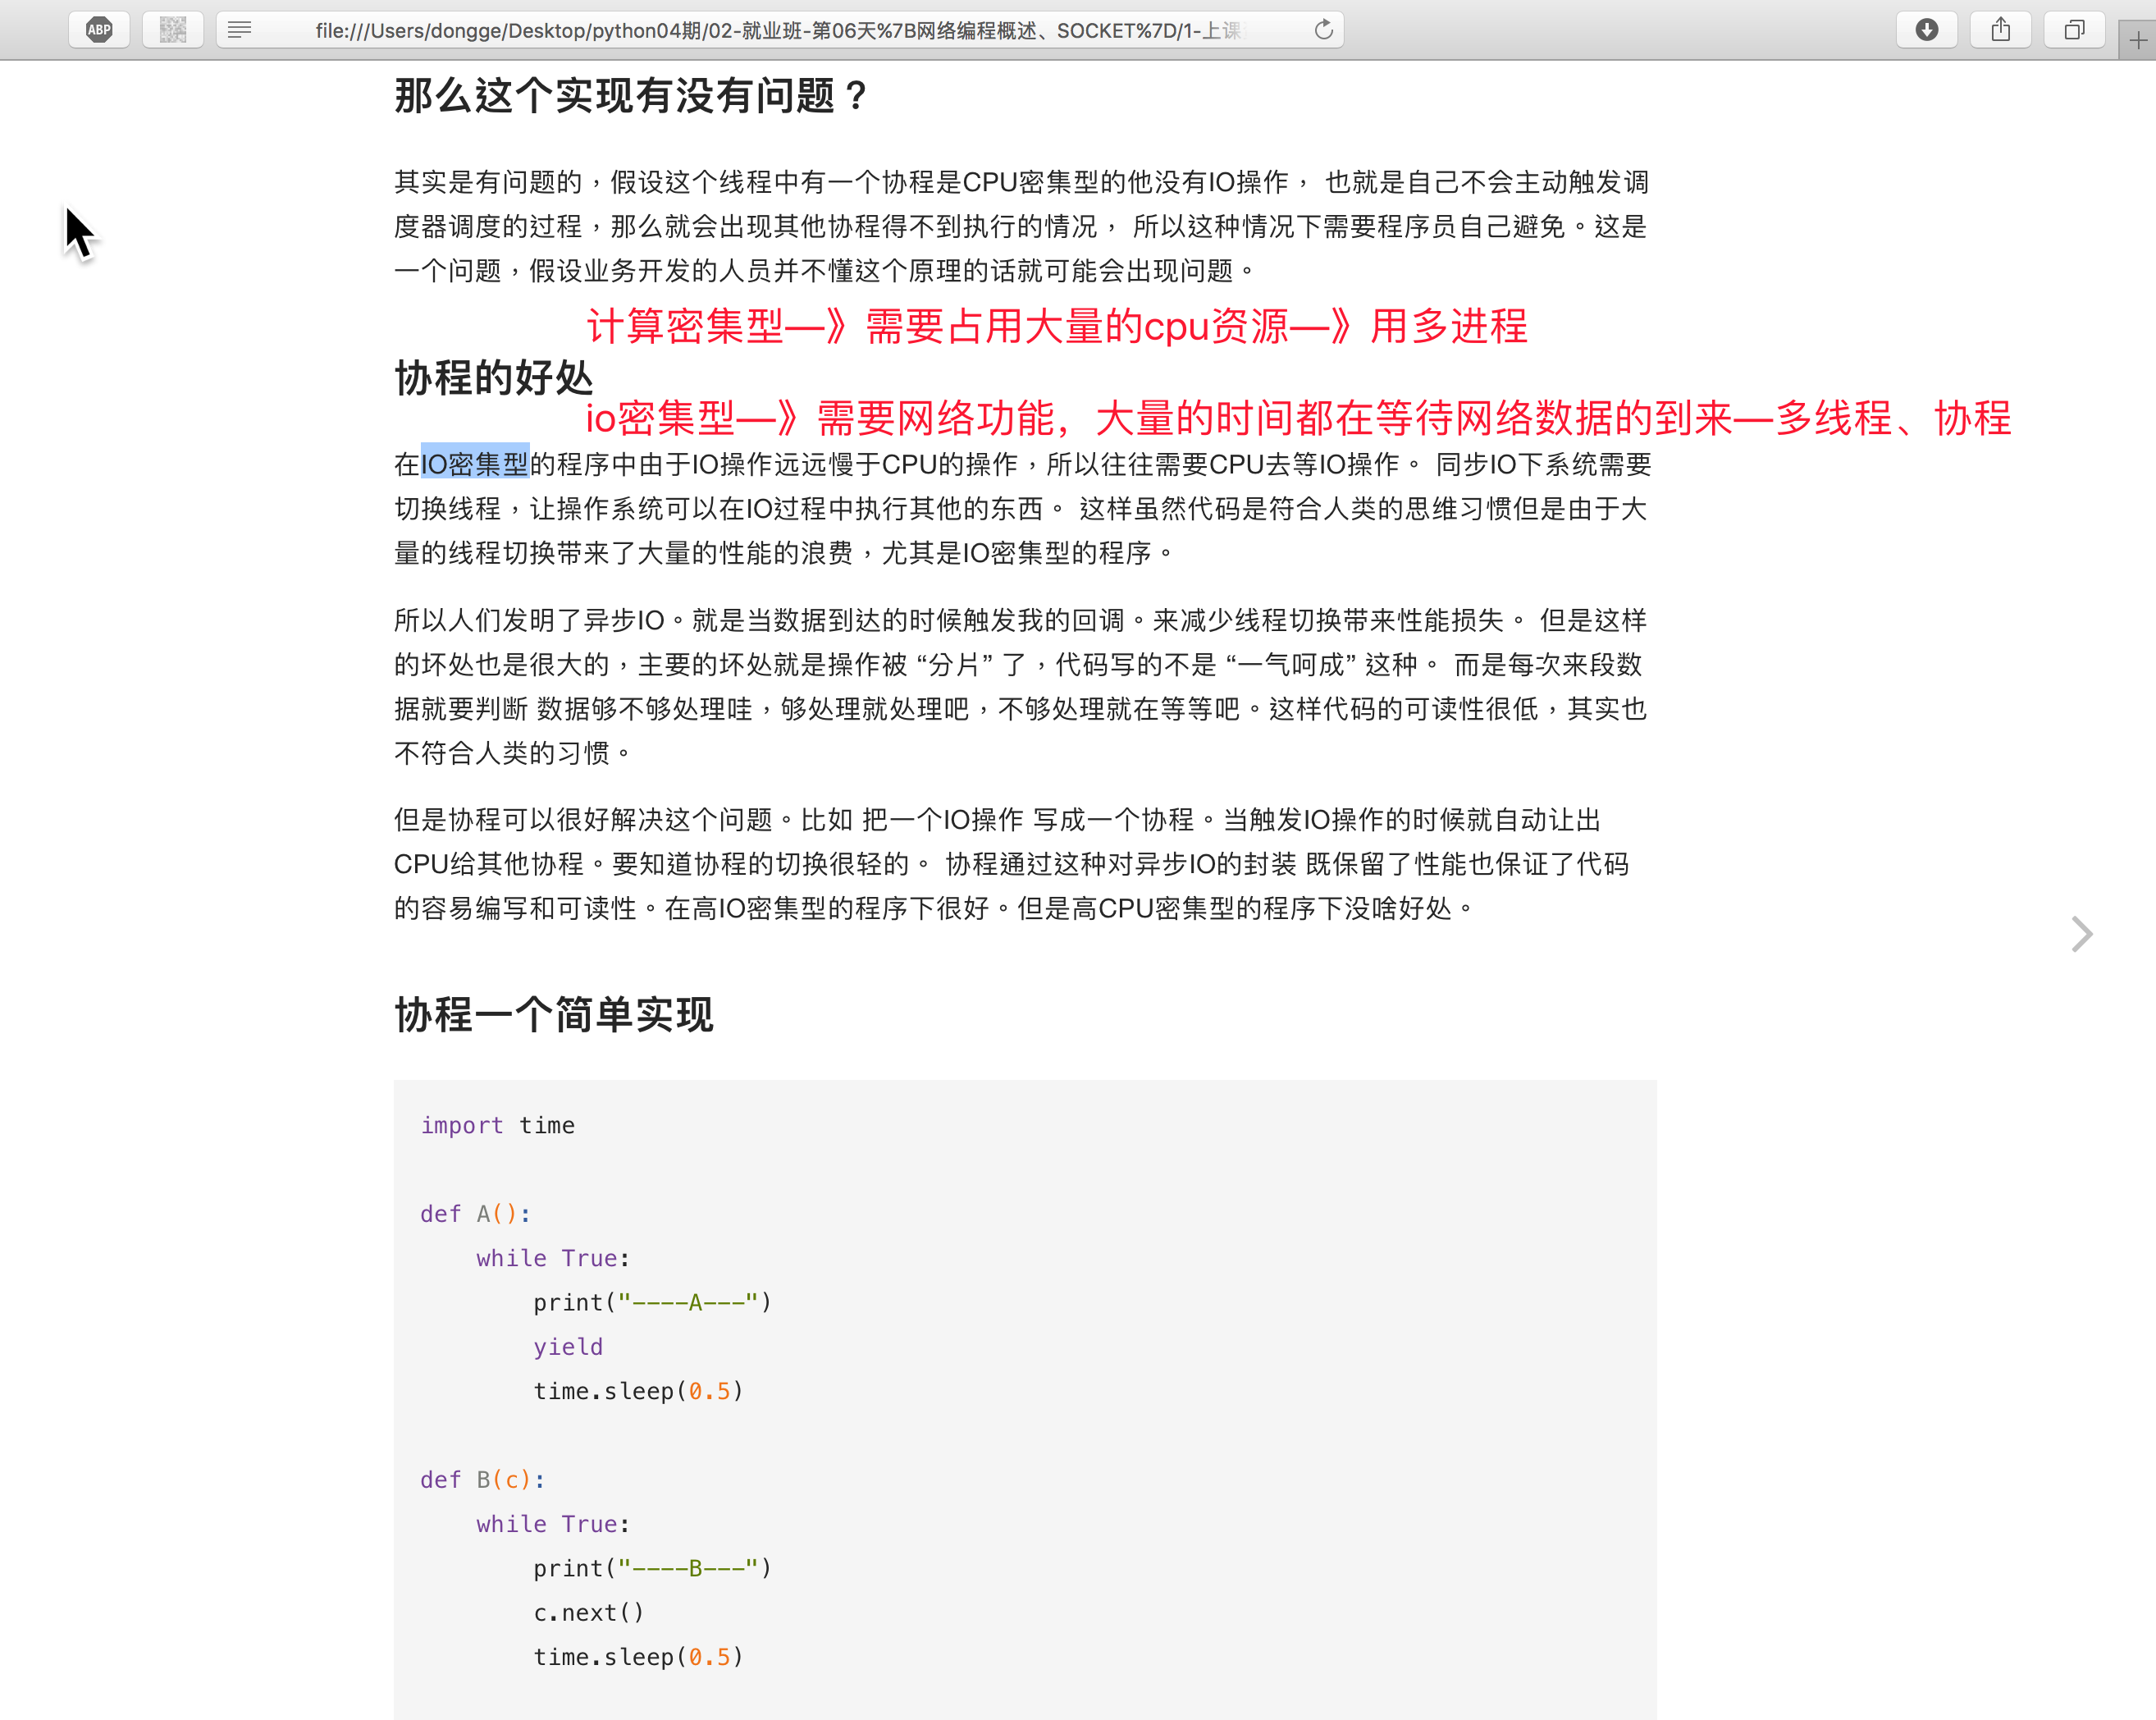 ABP
file:///Users/dongge/Desktop/python04期/02-就业班-第06天%7B网络编程概述、SOCKET%7D/1-上课
那么这个实现有没有问题？
其实是有问题的，假设这个线程中有一个协程是CPU密集型的他没有IO操作， 也就是自己不会主动触发调
度器调度的过程，那么就会出现其他协程得不到执行的情况， 所以这种情况下需要程序员自己避免。这是
一个问题，假设业务开发的人员并不懂这个原理的话就可能会出现问题。
计算密集型—》需要占用大量的cpu资源—》用多进程
协程的好处
io密集型—》需要网络功能，大量的时间都在等待网络数据的到来—多线程、协程
在IO密集型的程序中由于IO操作远远慢于CPU的操作，所以往往需要CPU去等IO操作。 同步IO下系统需要
切换线程，让操作系统可以在IO过程中执行其他的东西。 这样虽然代码是符合人类的思维习惯但是由于大
量的线程切换带来了大量的性能的浪费，尤其是IO密集型的程序。
所以人们发明了异步IO。就是当数据到达的时候触发我的回调。来减少线程切换带来性能损失。 但是这样
的坏处也是很大的，主要的坏处就是操作被 “分片” 了，代码写的不是 “一气呵成” 这种。 而是每次来段数
据就要判断 数据够不够处理哇，够处理就处理吧，不够处理就在等等吧。这样代码的可读性很低，其实也
不符合人类的习惯。
但是协程可以很好解决这个问题。比如 把一个IO操作 写成一个协程。当触发IO操作的时候就自动让出
CPU给其他协程。要知道协程的切换很轻的。 协程通过这种对异步IO的封装 既保留了性能也保证了代码
的容易编写和可读性。在高IO密集型的程序下很好。但是高CPU密集型的程序下没啥好处。
协程一个简单实现
import time
def A():
    while True:
        print("----A---")
        yield
        time.sleep(0.5)
def B(c):
    while True:
        print("----B---")
        c.next()
        time.sleep(0.5)